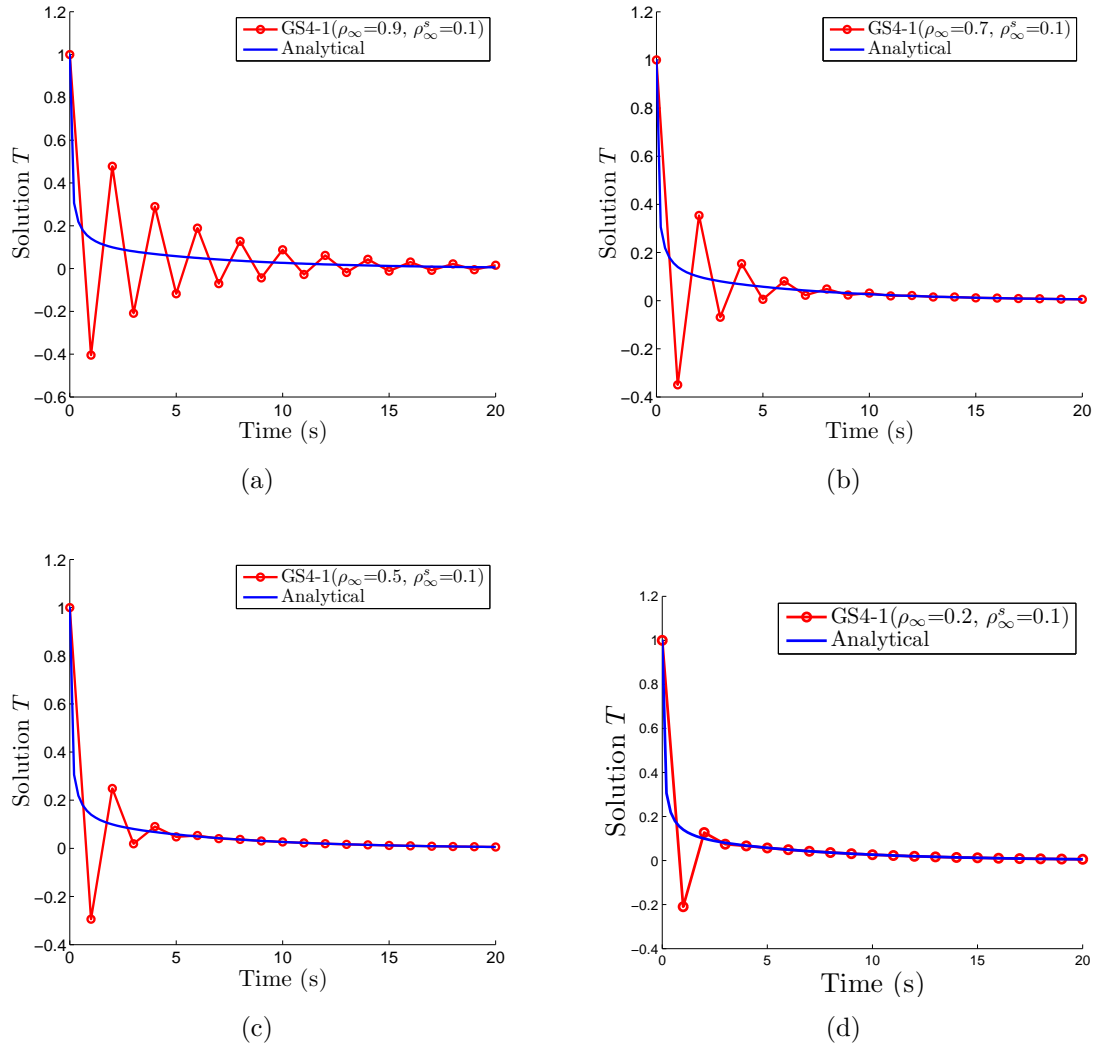 1.2
1
0.8
0.6
0.4
0.2
0
−0.2
−0.4
−0.6
Solution T
GS4-1(ρ∞=0.9, ρ∞ˢ=0.1)
Analytical
0 5 10 15 20
Time (s)
(a)
1.2
1
0.8
0.6
0.4
0.2
0
−0.2
−0.4
Solution T
GS4-1(ρ∞=0.7, ρ∞ˢ=0.1)
Analytical
0 5 10 15 20
Time (s)
(b)
1.2
1
0.8
0.6
0.4
0.2
0
−0.2
−0.4
Solution T
GS4-1(ρ∞=0.5, ρ∞ˢ=0.1)
Analytical
0 5 10 15 20
Time (s)
(c)
1.2
1
0.8
0.6
0.4
0.2
0
−0.2
−0.4
Solution T
GS4-1(ρ∞=0.2, ρ∞ˢ=0.1)
Analytical
0 5 10 15 20
Time (s)
(d)